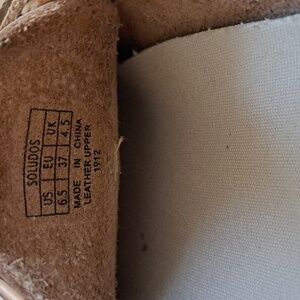 SOLUDOS
US EU UK
6.5 37 4.5
MADE IN CHINA
LEATHER UPPER
1912